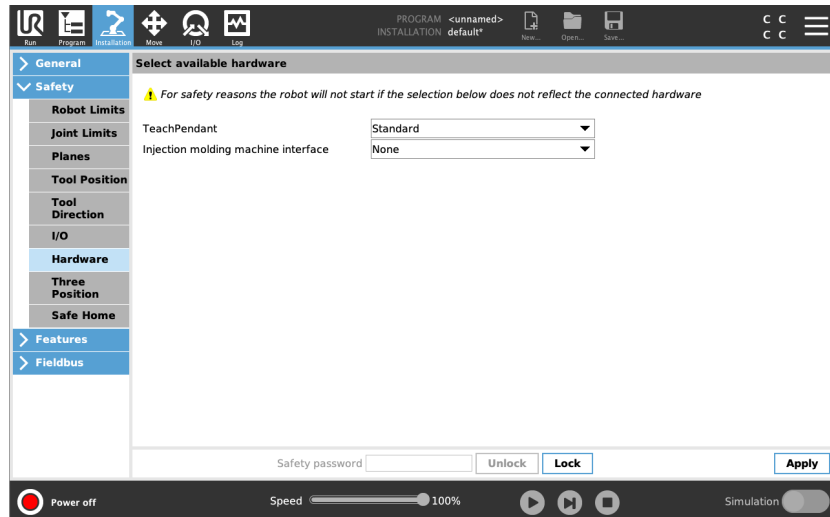 PROGRAM <unnamed>
INSTALLATION default*
C C
C C
Run Program Installation Move I/O Log New... Open... Save...
General
Select available hardware
Safety
For safety reasons the robot will not start if the selection below does not reflect the connected hardware
Robot Limits
Joint Limits
Planes
Tool Position
Tool
Direction
I/O
Hardware
Three
Position
Safe Home
Features
Fieldbus
TeachPendant Standard
Injection molding machine interface None
Safety password Unlock Lock Apply
Power off Speed 100% Simulation